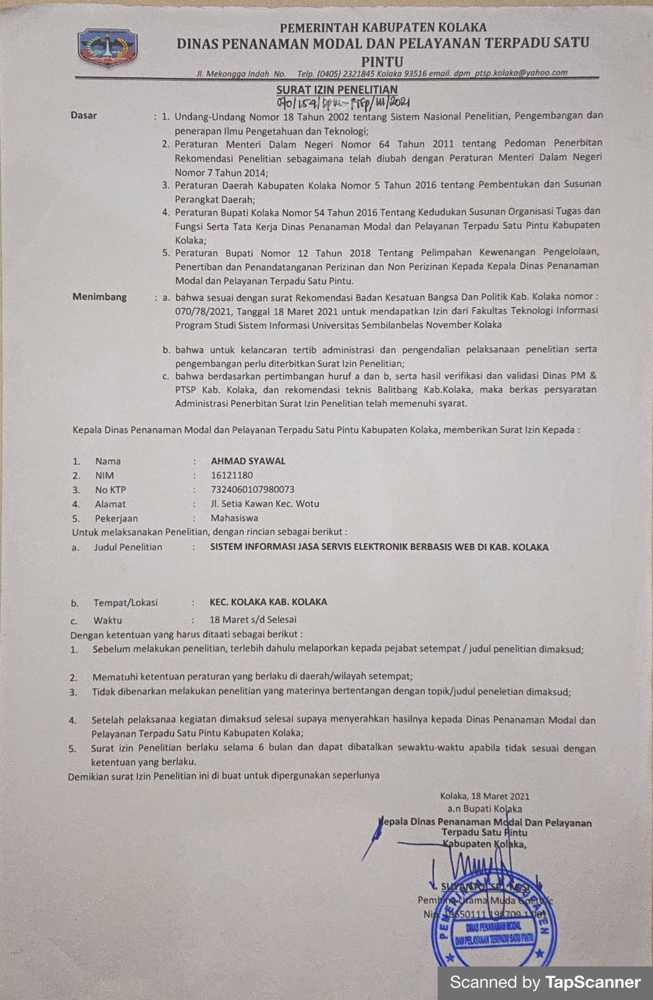 PEMERINTAH KABUPATEN KOLAKA
DINAS PENANAMAN MODAL DAN PELAYANAN TERPADU SATU
PINTU
Jl. Mekongga Indah No. Telp. (0405) 2321845 Kolaka 93516 email. dpm_ptsp.kolaka@yahoo.com
SURAT IZIN PENELITIAN
070/159/DPM-PTSP/III/2021
Dasar : 1. Undang-Undang Nomor 18 Tahun 2002 tentang Sistem Nasional Penelitian, Pengembangan dan
penerapan Ilmu Pengetahuan dan Teknologi;
2. Peraturan Menteri Dalam Negeri Nomor 64 Tahun 2011 tentang Pedoman Penerbitan
Rekomendasi Penelitian sebagaimana telah diubah dengan Peraturan Menteri Dalam Negeri
Nomor 7 Tahun 2014;
3. Peraturan Daerah Kabupaten Kolaka Nomor 5 Tahun 2016 tentang Pembentukan dan Susunan
Perangkat Daerah;
4. Peraturan Bupati Kolaka Nomor 54 Tahun 2016 Tentang Kedudukan Susunan Organisasi Tugas dan
Fungsi Serta Tata Kerja Dinas Penanaman Modal dan Pelayanan Terpadu Satu Pintu Kabupaten
Kolaka;
5. Peraturan Bupati Nomor 12 Tahun 2018 Tentang Pelimpahan Kewenangan Pengelolaan,
Penertiban dan Penandatanganan Perizinan dan Non Perizinan Kepada Kepala Dinas Penanaman
Modal dan Pelayanan Terpadu Satu Pintu.
Menimbang : a. bahwa sesuai dengan surat Rekomendasi Badan Kesatuan Bangsa Dan Politik Kab. Kolaka nomor :
070/78/2021, Tanggal 18 Maret 2021 untuk mendapatkan Izin dari Fakultas Teknologi Informasi
Program Studi Sistem Informasi Universitas Sembilanbelas November Kolaka
b. bahwa untuk kelancaran tertib administrasi dan pengendalian pelaksanaan penelitian serta
pengembangan perlu diterbitkan Surat Izin Penelitian;
c. bahwa berdasarkan pertimbangan huruf a dan b, serta hasil verifikasi dan validasi Dinas PM &
PTSP Kab. Kolaka, dan rekomendasi teknis Balitbang Kab.Kolaka, maka berkas persyaratan
Administrasi Penerbitan Surat Izin Penelitian telah memenuhi syarat.
Kepala Dinas Penanaman Modal dan Pelayanan Terpadu Satu Pintu Kabupaten Kolaka, memberikan Surat Izin Kepada :
1. Nama : AHMAD SYAWAL
2. NIM : 16121180
3. No KTP : 7324060107980073
4. Alamat : Jl. Setia Kawan Kec. Wotu
5. Pekerjaan : Mahasiswa
Untuk melaksanakan Penelitian, dengan rincian sebagai berikut :
a. Judul Penelitian : SISTEM INFORMASI JASA SERVIS ELEKTRONIK BERBASIS WEB DI KAB. KOLAKA
b. Tempat/Lokasi : KEC. KOLAKA KAB. KOLAKA
c. Waktu : 18 Maret s/d Selesai
Dengan ketentuan yang harus ditaati sebagai berikut :
1. Sebelum melakukan penelitian, terlebih dahulu melaporkan kepada pejabat setempat / judul penelitian dimaksud;
2. Mematuhi ketentuan peraturan yang berlaku di daerah/wilayah setempat;
3. Tidak dibenarkan melakukan penelitian yang materinya bertentangan dengan topik/judul peneletian dimaksud;
4. Setelah pelaksanaa kegiatan dimaksud selesai supaya menyerahkan hasilnya kepada Dinas Penanaman Modal dan
Pelayanan Terpadu Satu Pintu Kabupaten Kolaka;
5. Surat izin Penelitian berlaku selama 6 bulan dan dapat dibatalkan sewaktu-waktu apabila tidak sesuai dengan
ketentuan yang berlaku.
Demikian surat Izin Penelitian ini di buat untuk dipergunakan seperlunya
Kolaka, 18 Maret 2021
a.n Bupati Kolaka
Kepala Dinas Penanaman Modal Dan Pelayanan
Terpadu Satu Pintu
Kabupaten Kolaka,
SUYANTO, SP., M.Si
Pembina Utama Muda Gol. IV/c
Nip. 19650111 198709 1 001
PEMERINTAH KABUPATEN
DINAS PENANAMAN MODAL
DAN PELAYANAN TERPADU SATU PINTU
Scanned by TapScanner